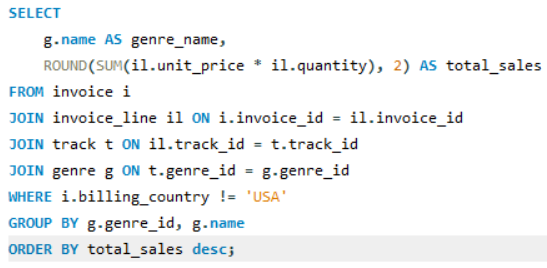 SELECT
    g.name AS genre_name,
    ROUND(SUM(il.unit_price * il.quantity), 2) AS total_sales
FROM invoice i
JOIN invoice_line il ON i.invoice_id = il.invoice_id
JOIN track t ON il.track_id = t.track_id
JOIN genre g ON t.genre_id = g.genre_id
WHERE i.billing_country != 'USA'
GROUP BY g.genre_id, g.name
ORDER BY total_sales desc;